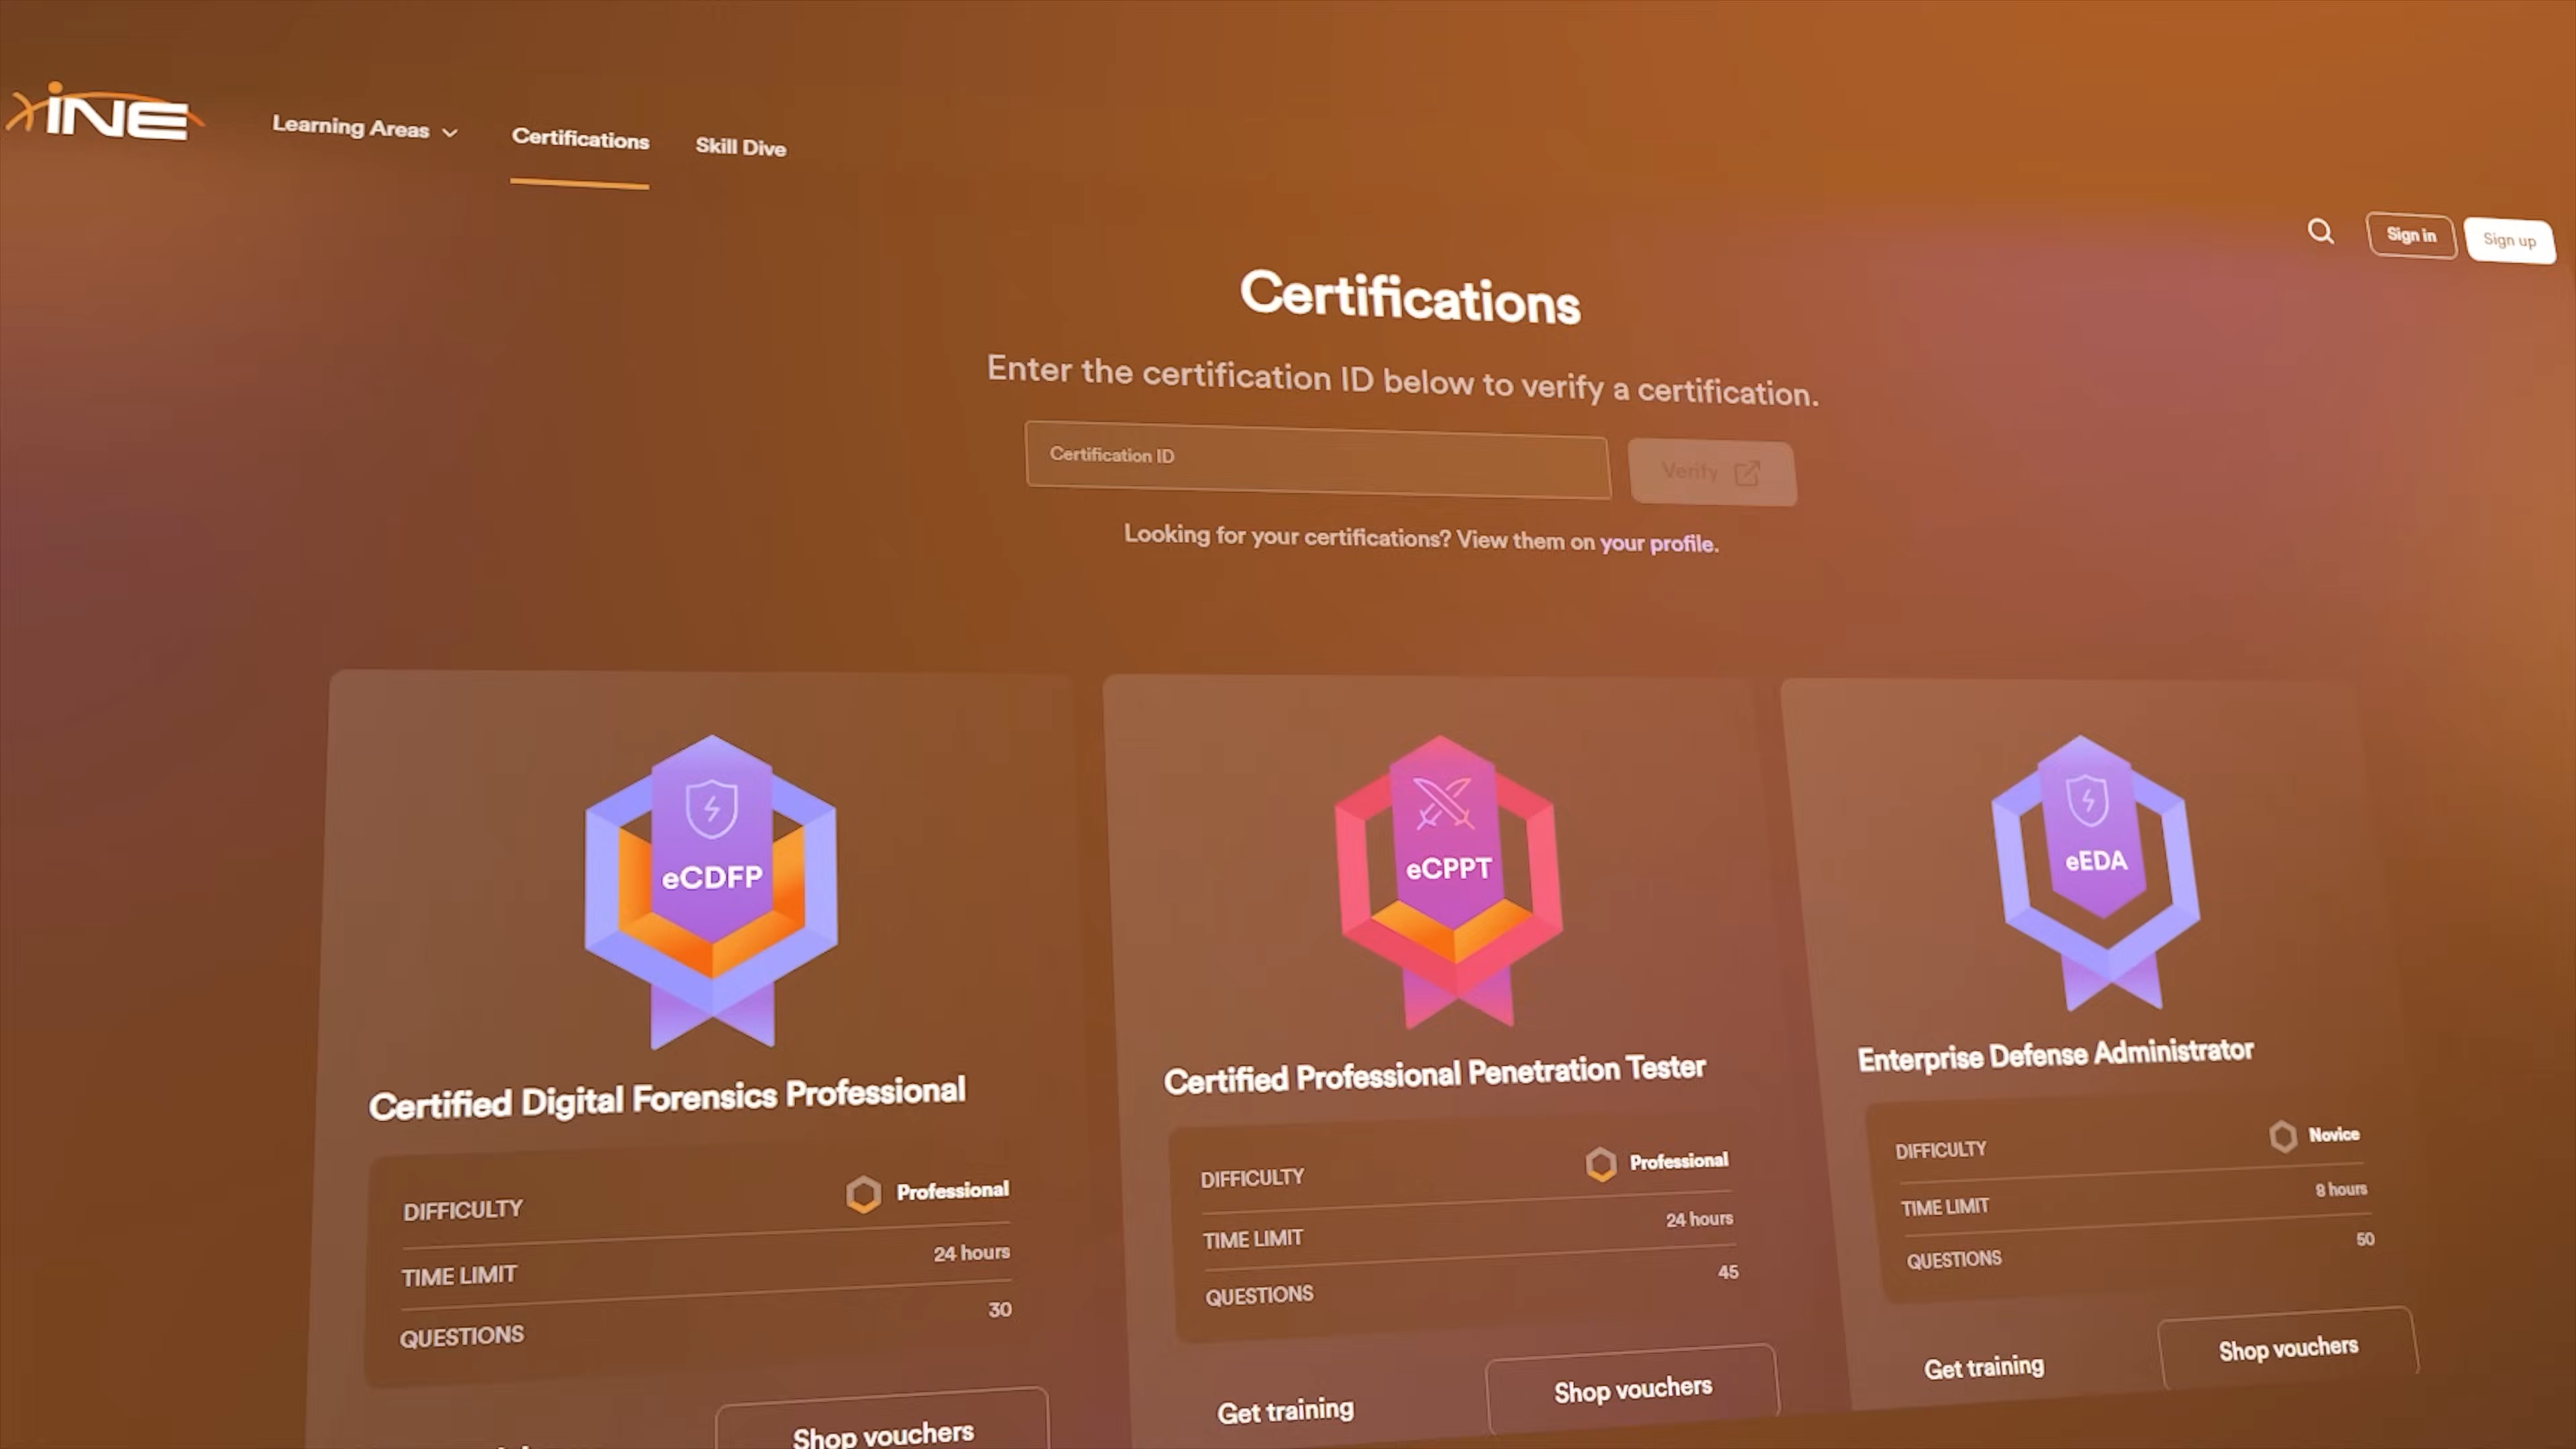 INE
Learning Areas
Certifications
Skill Dive
Sign in
Sign up
Certifications
Enter the certification ID below to verify a certification.
Certification ID
Verify
Looking for your certifications? View them on your profile.
eCDFP
Certified Digital Forensics Professional
DIFFICULTY Professional
TIME LIMIT 24 hours
QUESTIONS 30
Shop vouchers
eCPPT
Certified Professional Penetration Tester
DIFFICULTY Professional
TIME LIMIT 24 hours
QUESTIONS 45
Get training
Shop vouchers
eEDA
Enterprise Defense Administrator
DIFFICULTY Novice
TIME LIMIT 8 hours
QUESTIONS 50
Get training
Shop vouchers